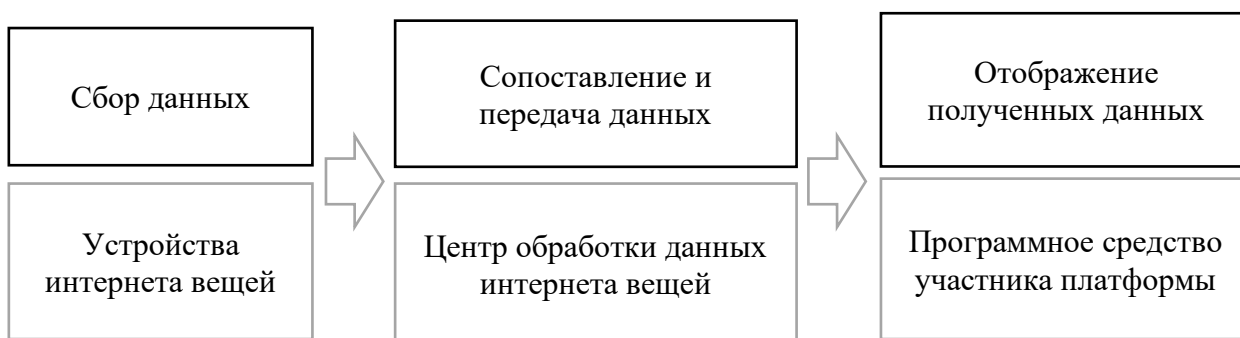 Сбор данных
Устройства
интернета вещей
Сопоставление и
передача данных
Центр обработки данных
интернета вещей
Отображение
полученных данных
Программное средство
участника платформы